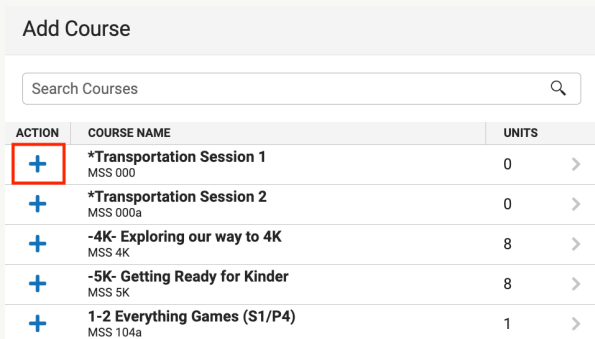 Add Course
Search Courses
ACTION COURSE NAME UNITS
*Transportation Session 1
MSS 000
0
*Transportation Session 2
MSS 000a
0
-4K- Exploring our way to 4K
MSS 4K
8
-5K- Getting Ready for Kinder
MSS 5K
8
1-2 Everything Games (S1/P4)
MSS 104a
1